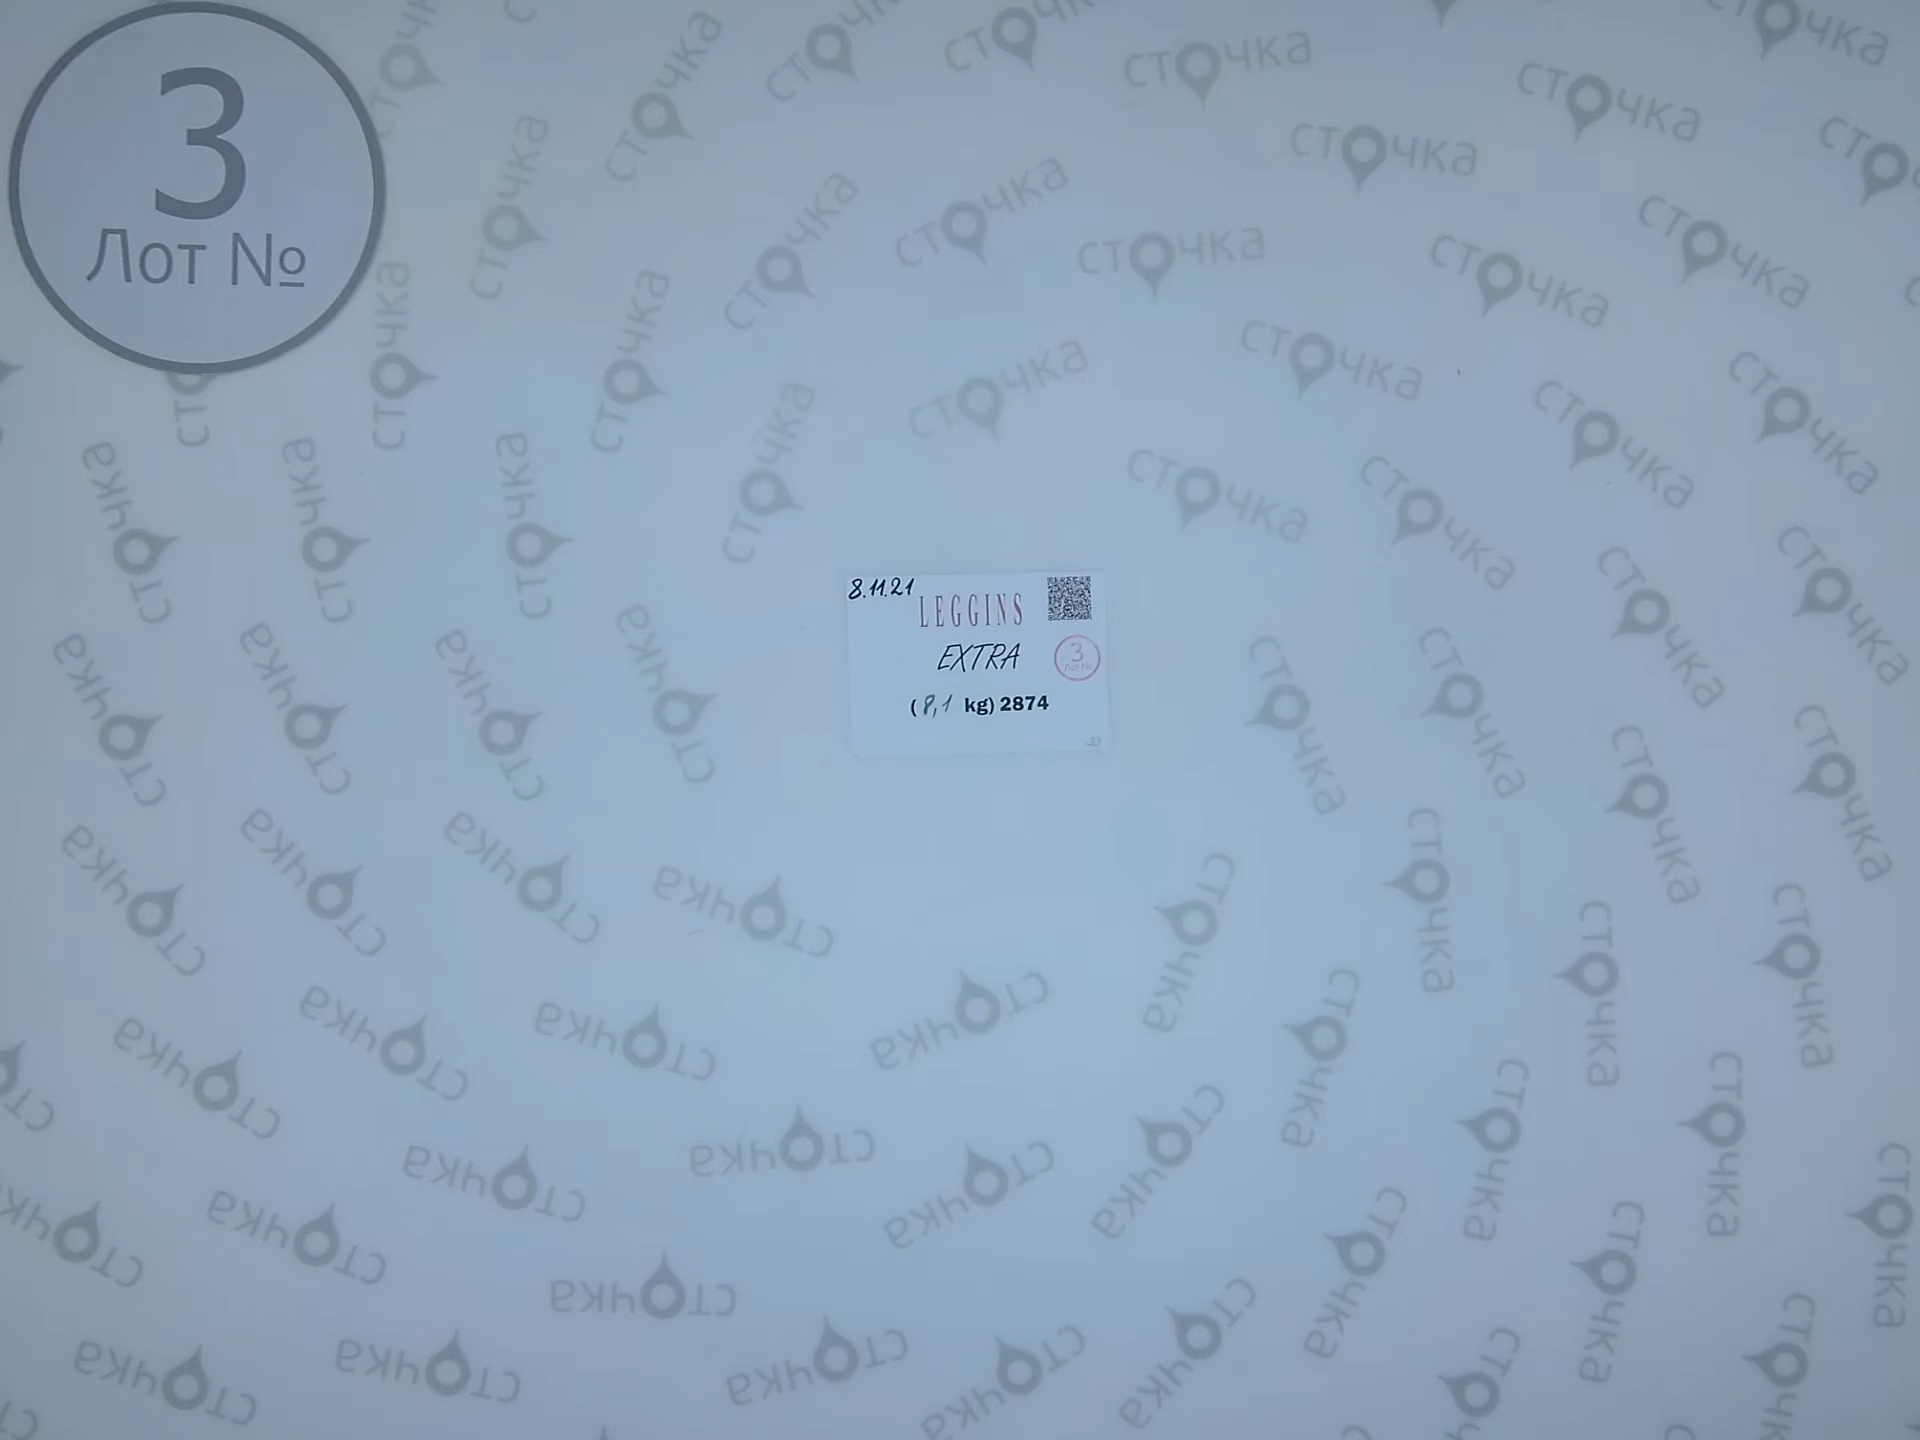 3
Лот №
8.11.21
LEGGINS
EXTRA
3
Лот №
(8,1 kg) 2874
сточка